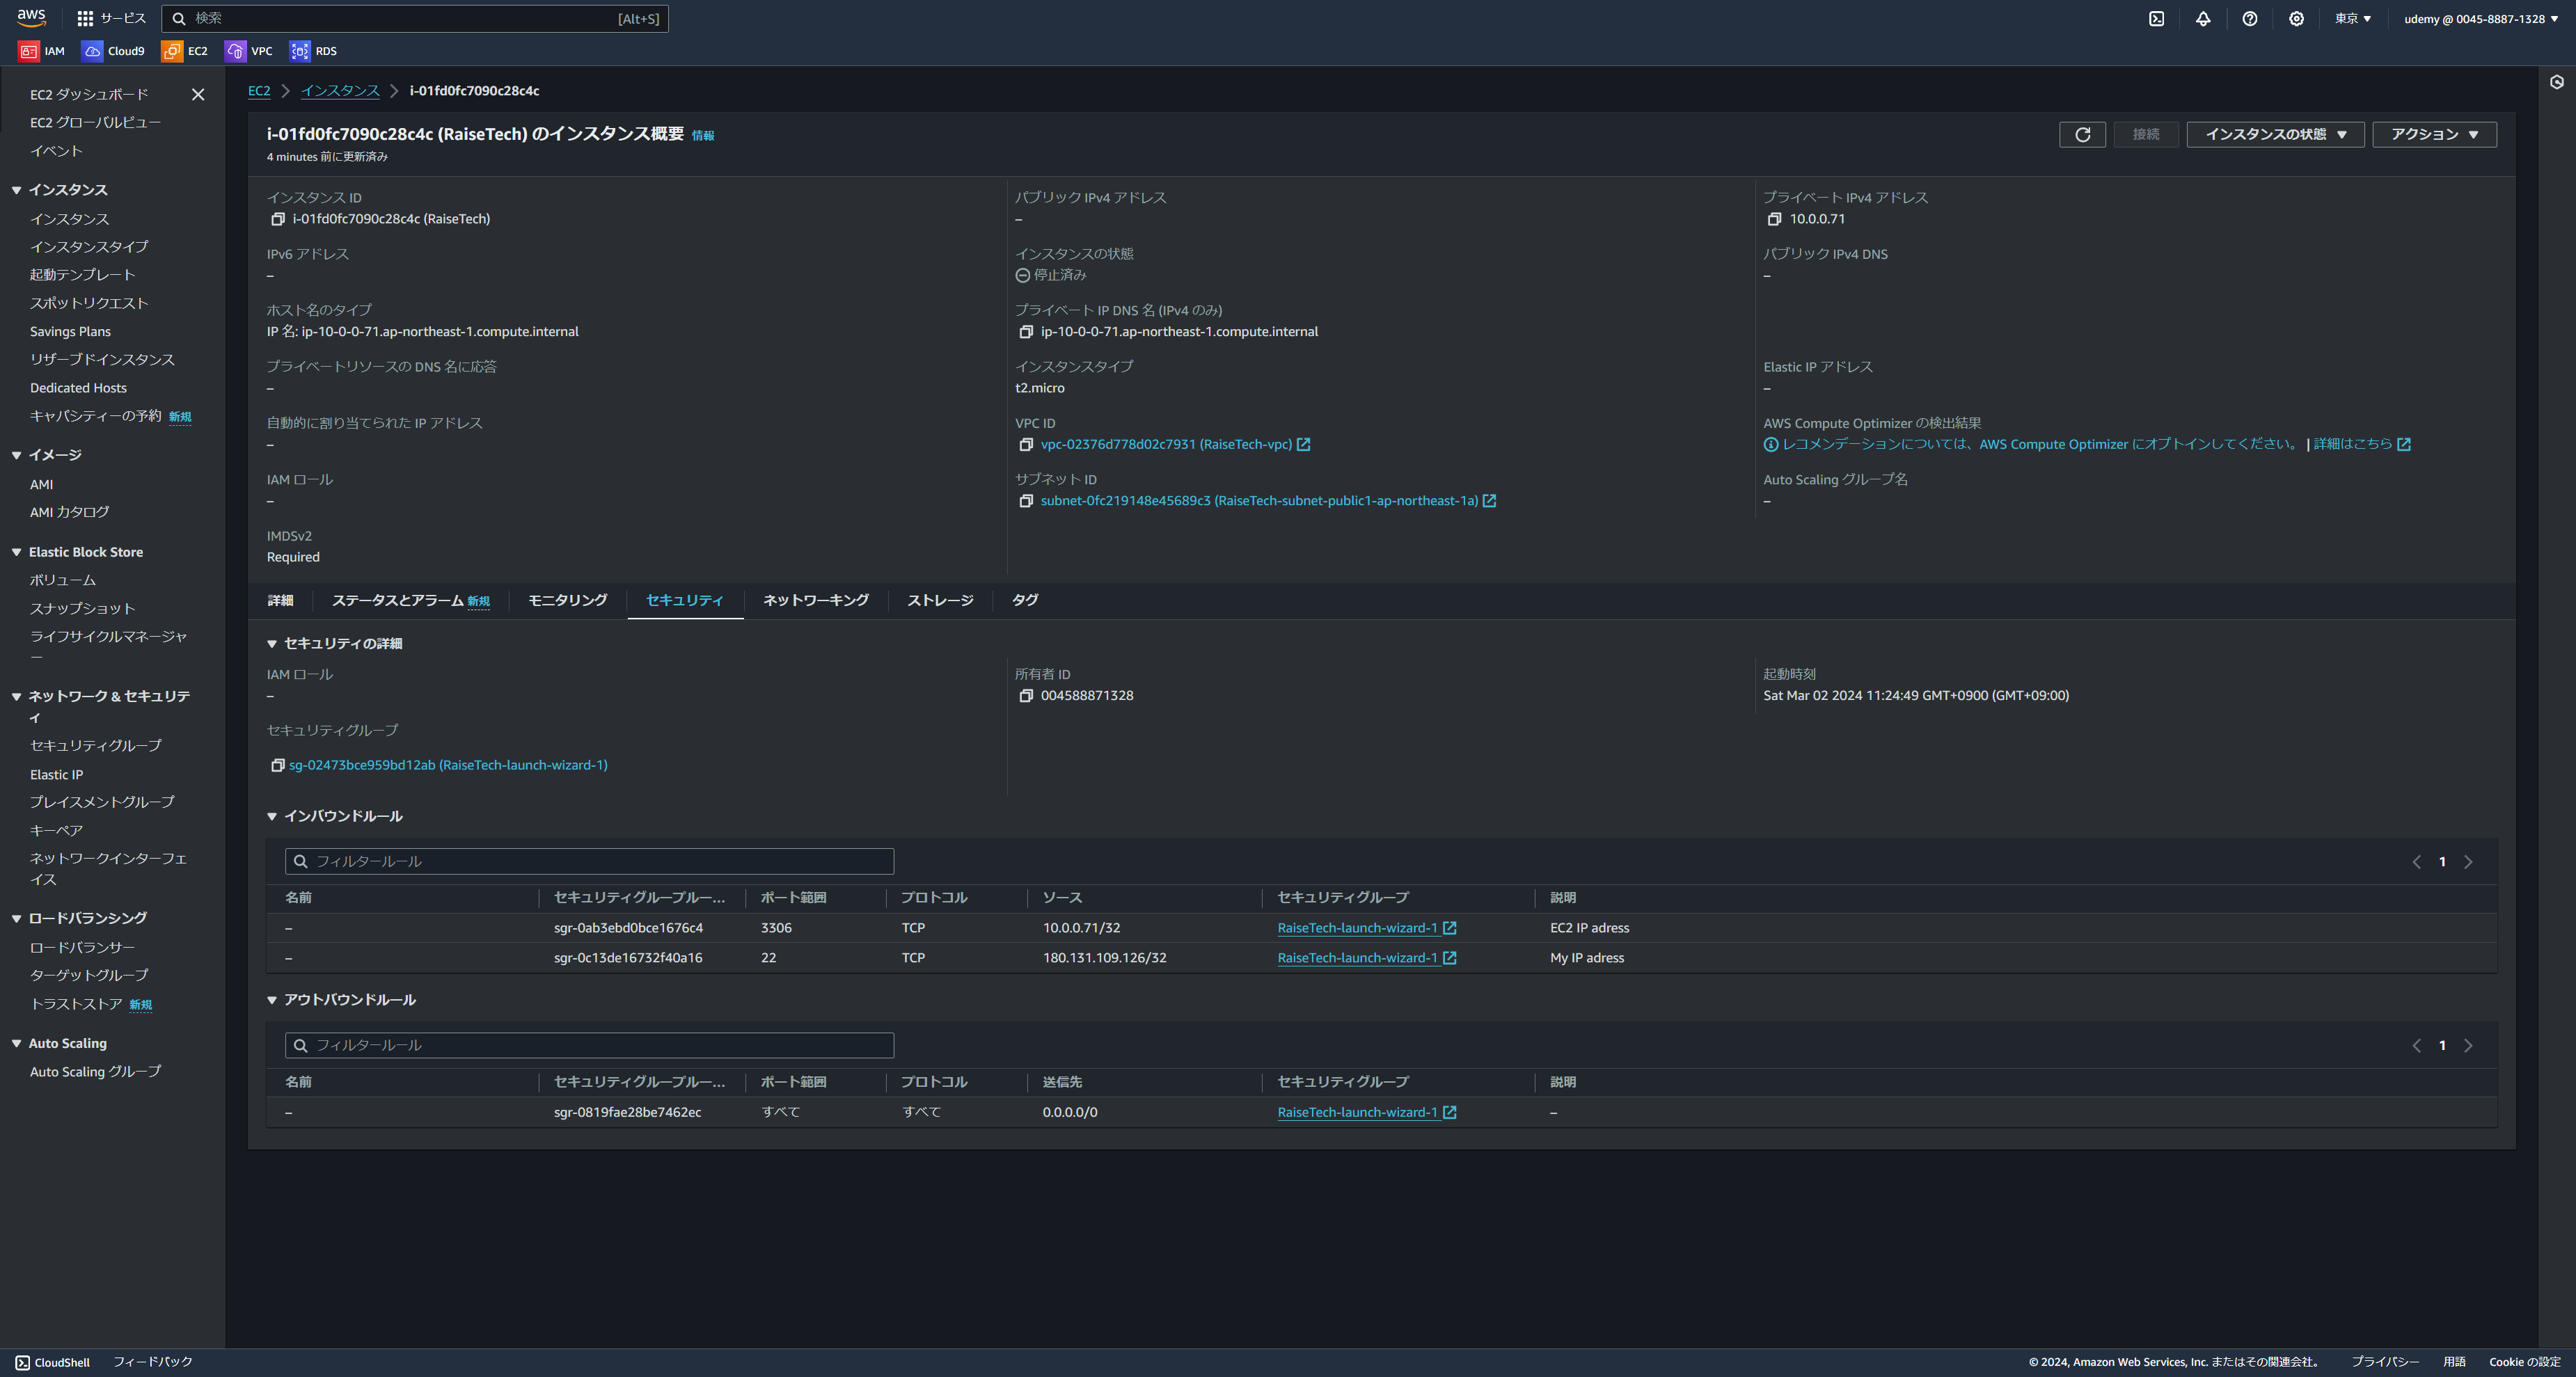 aws
サービス
検索
[Alt+S]
東京 ▼
udemy @ 0045-8887-1328 ▼
IAM
Cloud9
EC2
VPC
RDS
EC2 ダッシュボード
EC2 グローバルビュー
イベント
インスタンス
インスタンス
インスタンスタイプ
起動テンプレート
スポットリクエスト
Savings Plans
リザーブドインスタンス
Dedicated Hosts
キャパシティーの予約 新規
イメージ
AMI
AMI カタログ
Elastic Block Store
ボリューム
スナップショット
ライフサイクルマネージャ
ー
ネットワーク & セキュリテ
ィ
セキュリティグループ
Elastic IP
プレイスメントグループ
キーペア
ネットワークインターフェ
イス
ロードバランシング
ロードバランサー
ターゲットグループ
トラストストア 新規
Auto Scaling
Auto Scaling グループ
EC2 > インスタンス > i-01fd0fc7090c28c4c
i-01fd0fc7090c28c4c (RaiseTech) のインスタンス概要 情報
4 minutes 前に更新済み
接続
インスタンスの状態 ▼
アクション ▼
インスタンス ID
i-01fd0fc7090c28c4c (RaiseTech)
パブリック IPv4 アドレス
–
プライベート IPv4 アドレス
10.0.0.71
IPv6 アドレス
–
インスタンスの状態
停止済み
パブリック IPv4 DNS
–
ホスト名のタイプ
IP 名: ip-10-0-0-71.ap-northeast-1.compute.internal
プライベート IP DNS 名 (IPv4 のみ)
ip-10-0-0-71.ap-northeast-1.compute.internal
プライベートリソースの DNS 名に応答
–
インスタンスタイプ
t2.micro
Elastic IP アドレス
–
自動的に割り当てられた IP アドレス
–
VPC ID
vpc-02376d778d02c7931 (RaiseTech-vpc)
AWS Compute Optimizer の検出結果
レコメンデーションについては、AWS Compute Optimizer にオプトインしてください。 | 詳細はこちら
IAM ロール
–
サブネット ID
subnet-0fc219148e45689c3 (RaiseTech-subnet-public1-ap-northeast-1a)
Auto Scaling グループ名
–
IMDSv2
Required
詳細
ステータスとアラーム 新規
モニタリング
セキュリティ
ネットワーキング
ストレージ
タグ
セキュリティの詳細
IAM ロール
–
所有者 ID
004588871328
起動時刻
Sat Mar 02 2024 11:24:49 GMT+0900 (GMT+09:00)
セキュリティグループ
sg-02473bce959bd12ab (RaiseTech-launch-wizard-1)
インバウンドルール
フィルタールール
1
名前 セキュリティグループルー... ポート範囲 プロトコル ソース セキュリティグループ 説明
– sgr-0ab3ebd0bce1676c4 3306 TCP 10.0.0.71/32 RaiseTech-launch-wizard-1 EC2 IP adress
– sgr-0c13de16732f40a16 22 TCP 180.131.109.126/32 RaiseTech-launch-wizard-1 My IP adress
アウトバウンドルール
フィルタールール
1
名前 セキュリティグループルー... ポート範囲 プロトコル 送信先 セキュリティグループ 説明
– sgr-0819fae28be7462ec すべて すべて 0.0.0.0/0 RaiseTech-launch-wizard-1 –
CloudShell
フィードバック
© 2024, Amazon Web Services, Inc. またはその関連会社。
プライバシー
用語
Cookie の設定